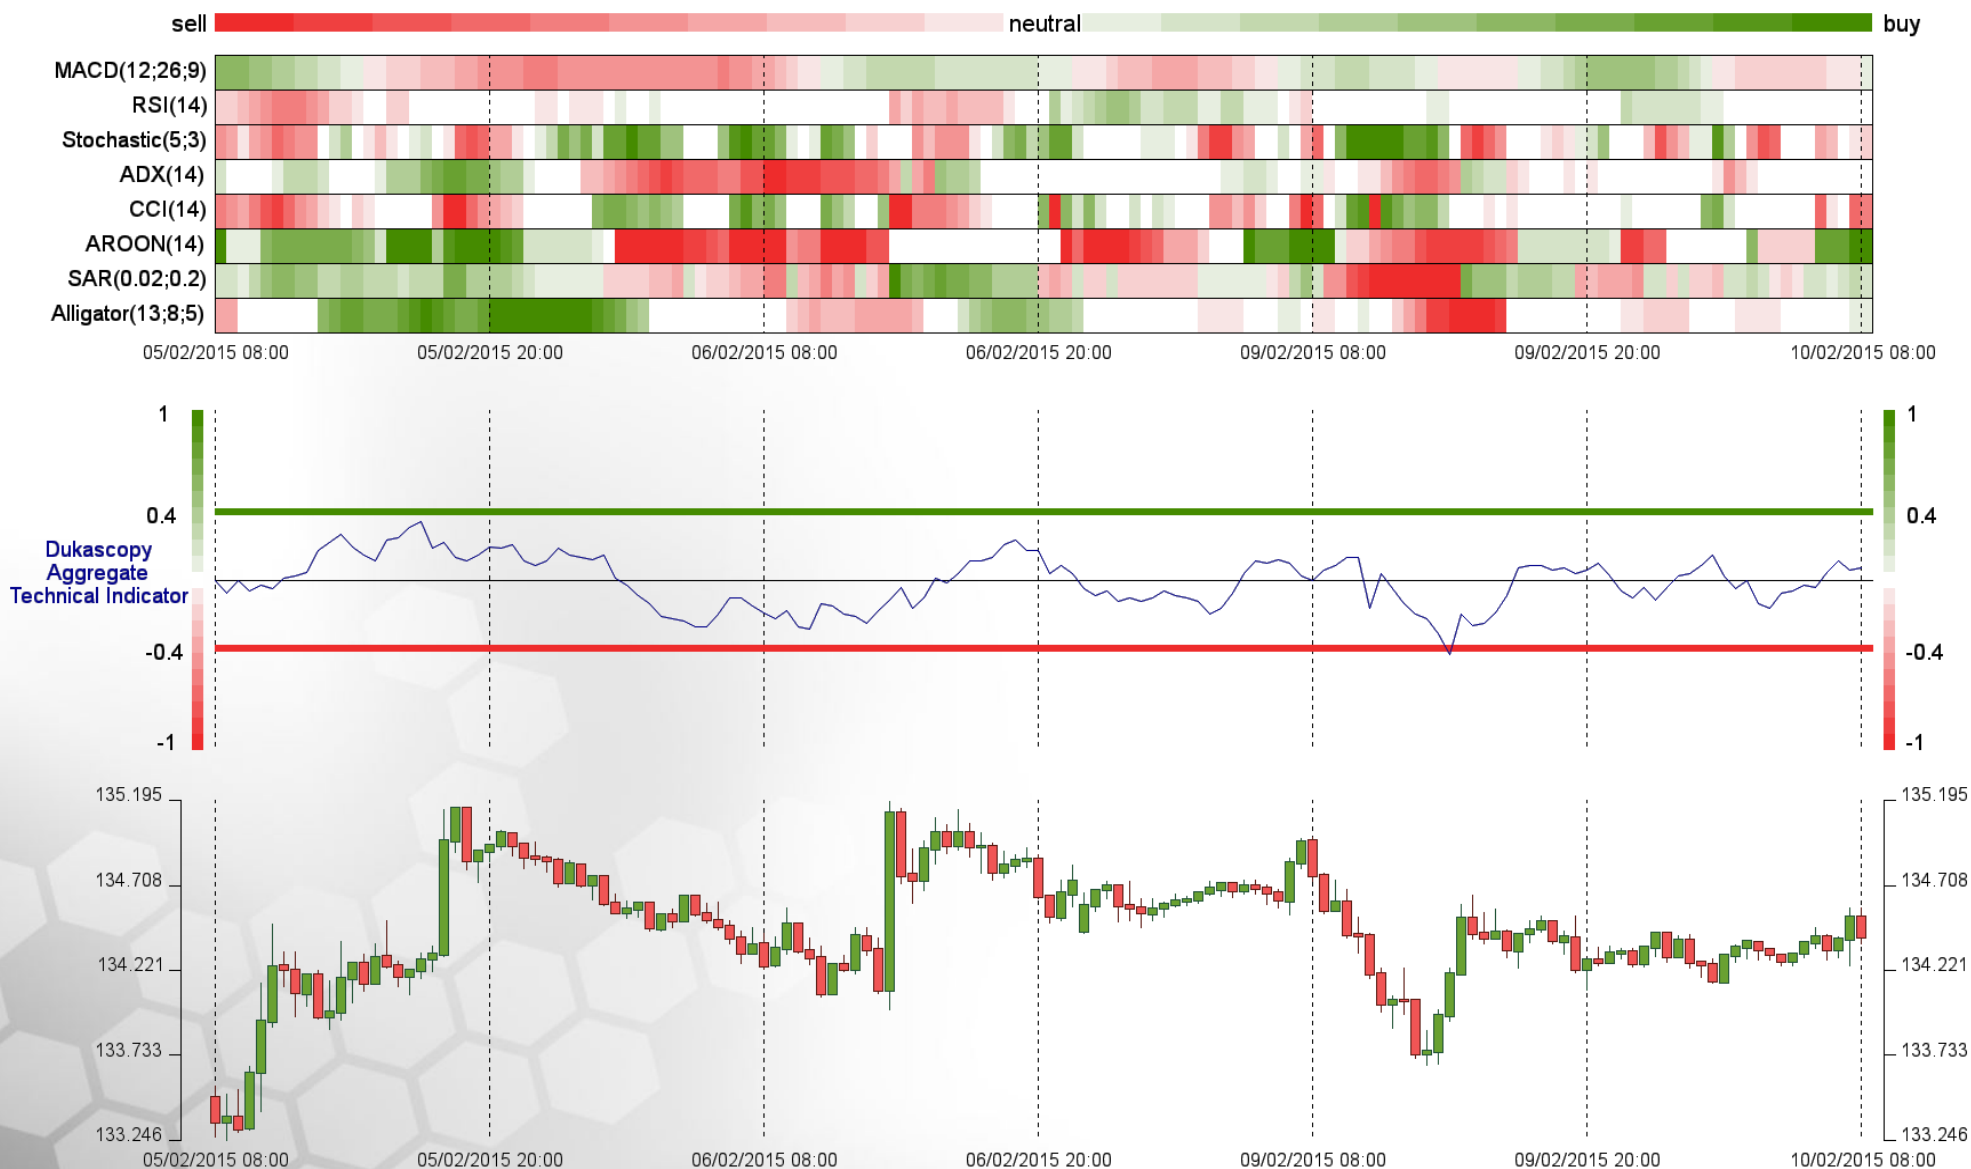 sell neutral buy
MACD(12;26;9)
RSI(14)
Stochastic(5;3)
ADX(14)
CCI(14)
AROON(14)
SAR(0.02;0.2)
Alligator(13;8;5)
05/02/2015 08:00 05/02/2015 20:00 06/02/2015 08:00 06/02/2015 20:00 09/02/2015 08:00 09/02/2015 20:00 10/02/2015 08:00
1 1
0.4 0.4
Dukascopy
Aggregate
Technical Indicator
-0.4 -0.4
-1 -1
135.195 135.195
134.708 134.708
134.221 134.221
133.733 133.733
133.246 133.246
05/02/2015 08:00 05/02/2015 20:00 06/02/2015 08:00 06/02/2015 20:00 09/02/2015 08:00 09/02/2015 20:00 10/02/2015 08:00